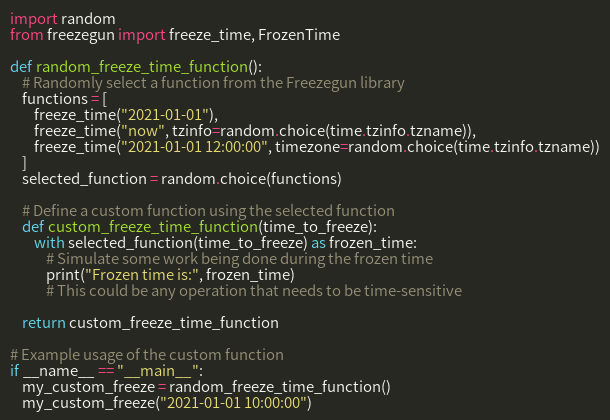 import random
from freezegun import freeze_time, FrozenTime

def random_freeze_time_function():
    # Randomly select a function from the Freezegun library
    functions = [
        freeze_time("2021-01-01"),
        freeze_time("now", tzinfo=random.choice(time.tzinfo.tzname)),
        freeze_time("2021-01-01 12:00:00", timezone=random.choice(time.tzinfo.tzname))
    ]
    selected_function = random.choice(functions)

    # Define a custom function using the selected function
    def custom_freeze_time_function(time_to_freeze):
        with selected_function(time_to_freeze) as frozen_time:
            # Simulate some work being done during the frozen time
            print("Frozen time is:", frozen_time)
            # This could be any operation that needs to be time-sensitive

    return custom_freeze_time_function

# Example usage of the custom function
if __name__ == "__main__":
    my_custom_freeze = random_freeze_time_function()
    my_custom_freeze("2021-01-01 10:00:00")